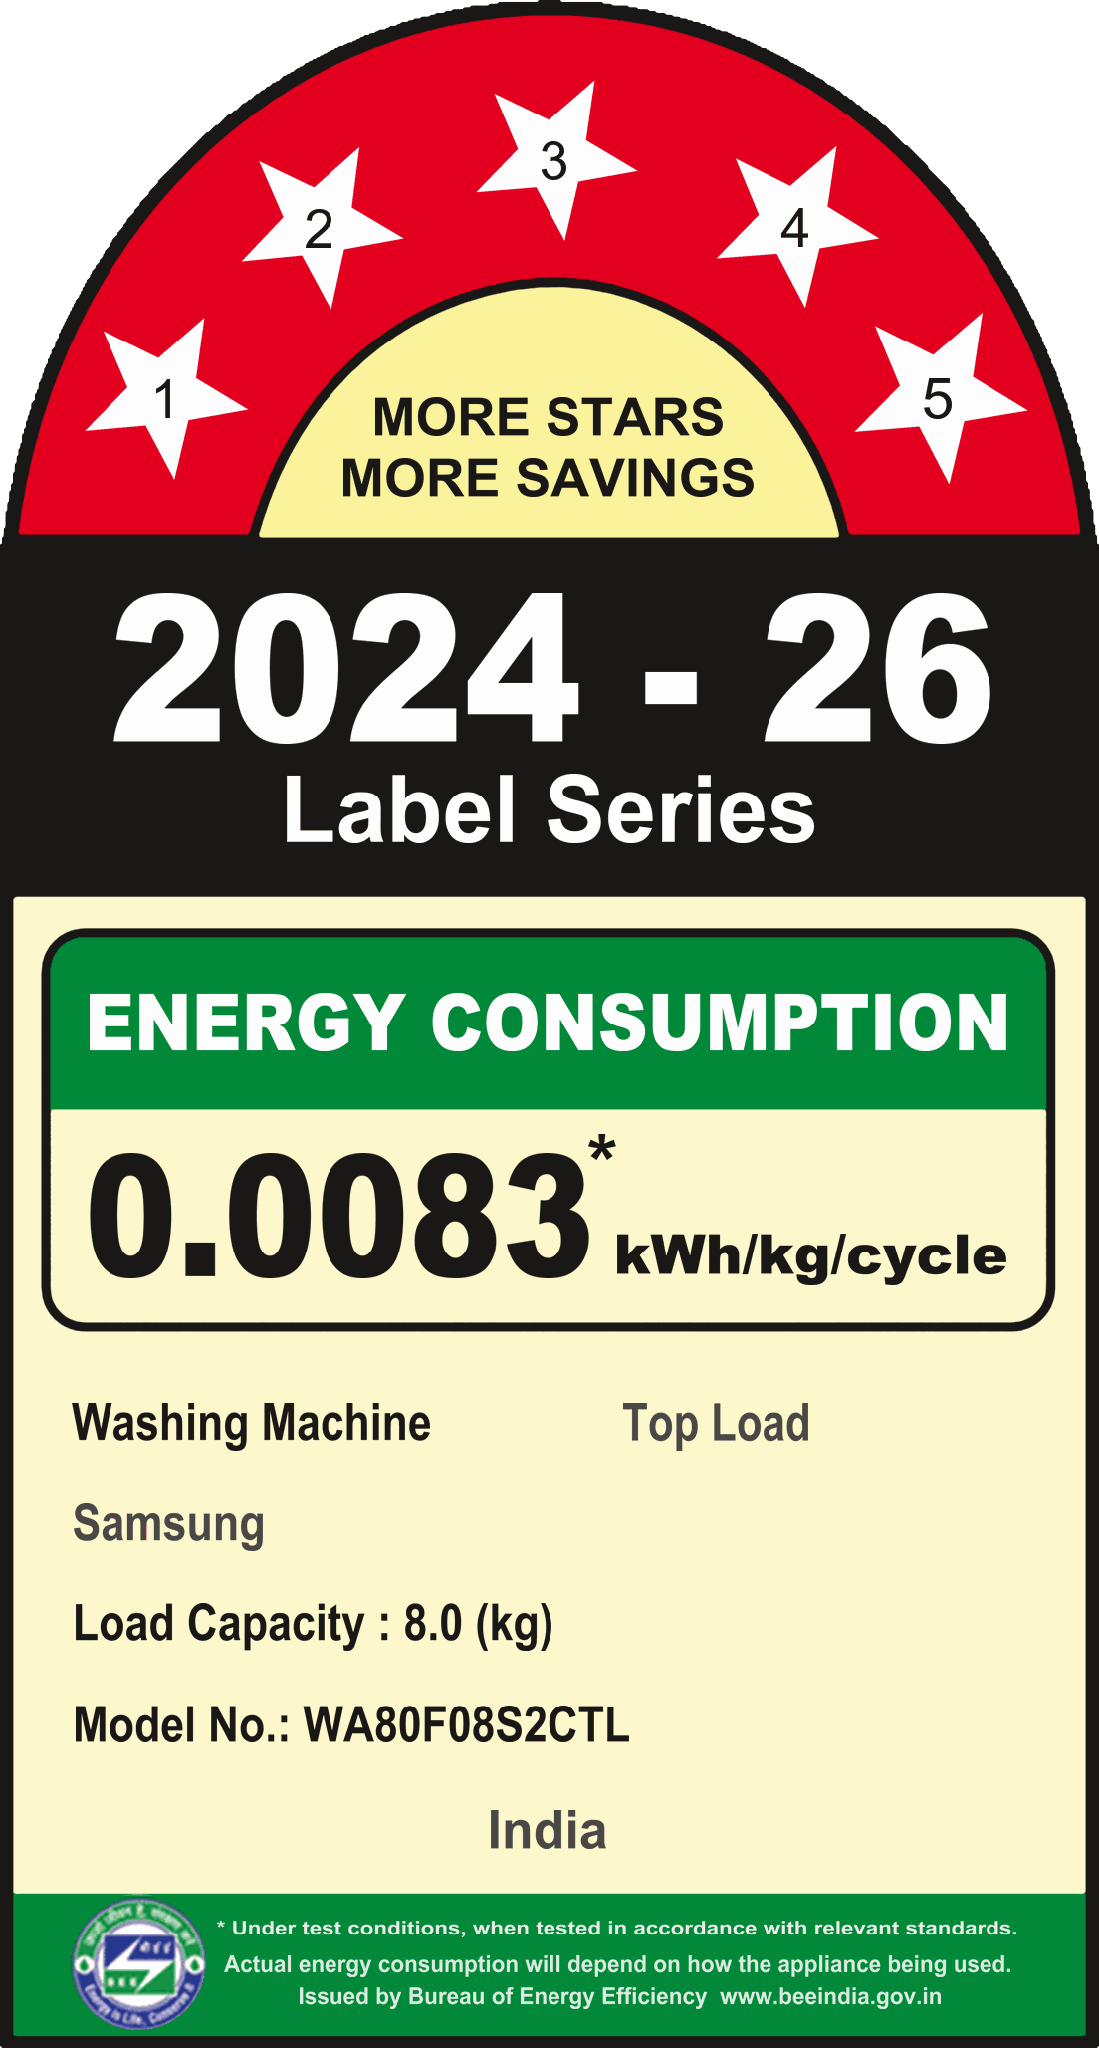 1
2
3
4
5
MORE STARS
MORE SAVINGS
2024 - 26
Label Series
ENERGY CONSUMPTION
0.0083* kWh/kg/cycle
Washing Machine Top Load
Samsung
Load Capacity : 8.0 (kg)
Model No.: WA80F08S2CTL
India
* Under test conditions, when tested in accordance with relevant standards.
Actual energy consumption will depend on how the appliance being used.
Issued by Bureau of Energy Efficiency www.beeindia.gov.in